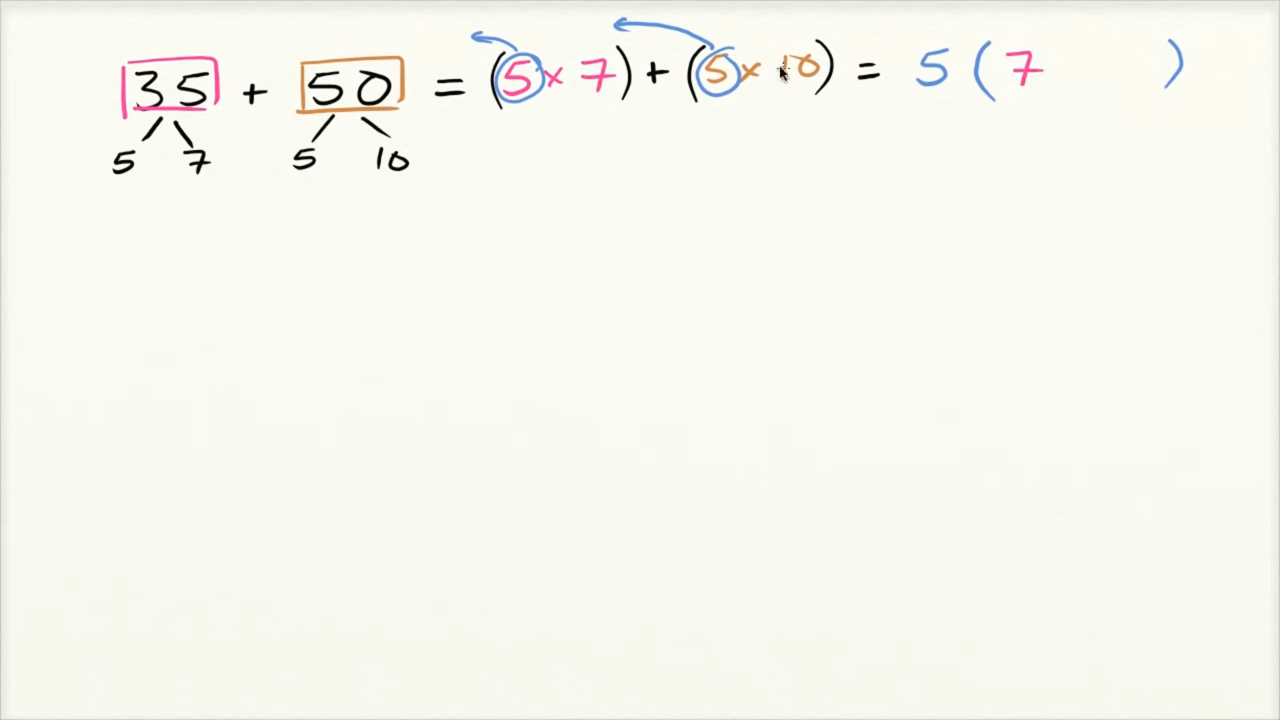 35 + 50 = (5 × 7) + (5 × 10) = 5 ( 7 )
5 7 5 10